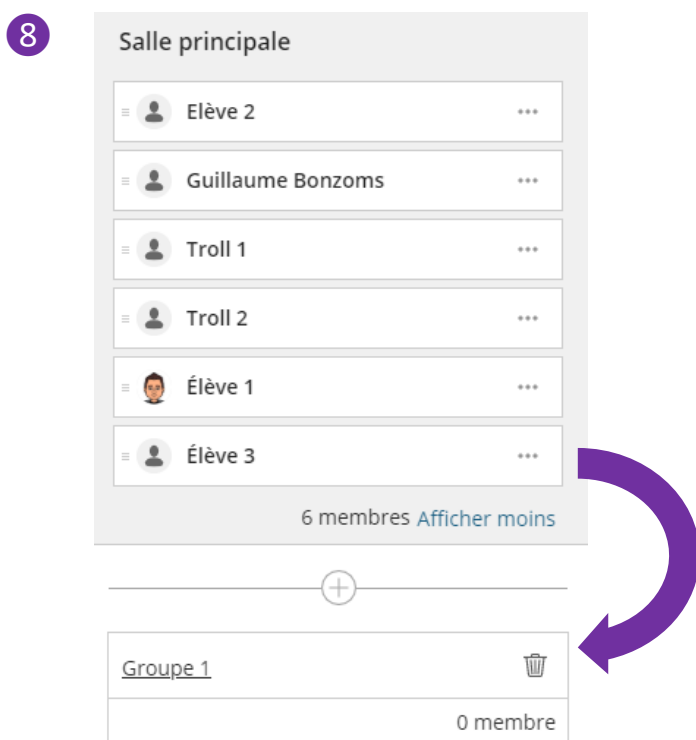 8
Salle principale
Elève 2
Guillaume Bonzoms
Troll 1
Troll 2
Élève 1
Élève 3
6 membres Afficher moins
Groupe 1
0 membre